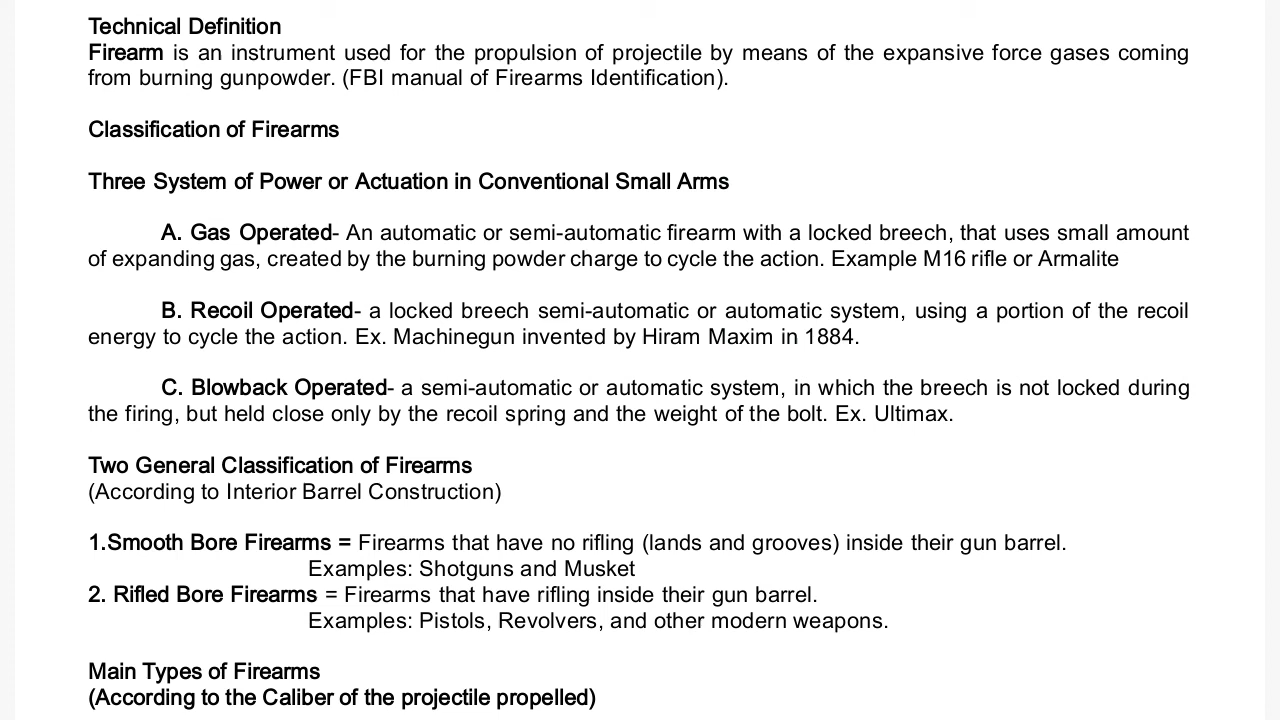 Technical Definition
Firearm is an instrument used for the propulsion of projectile by means of the expansive force gases coming
from burning gunpowder. (FBI manual of Firearms Identification).
Classification of Firearms
Three System of Power or Actuation in Conventional Small Arms
A. Gas Operated- An automatic or semi-automatic firearm with a locked breech, that uses small amount
of expanding gas, created by the burning powder charge to cycle the action. Example M16 rifle or Armalite
B. Recoil Operated- a locked breech semi-automatic or automatic system, using a portion of the recoil
energy to cycle the action. Ex. Machinegun invented by Hiram Maxim in 1884.
C. Blowback Operated- a semi-automatic or automatic system, in which the breech is not locked during
the firing, but held close only by the recoil spring and the weight of the bolt. Ex. Ultimax.
Two General Classification of Firearms
(According to Interior Barrel Construction)
1.Smooth Bore Firearms = Firearms that have no rifling (lands and grooves) inside their gun barrel.
Examples: Shotguns and Musket
2. Rifled Bore Firearms = Firearms that have rifling inside their gun barrel.
Examples: Pistols, Revolvers, and other modern weapons.
Main Types of Firearms
(According to the Caliber of the projectile propelled)